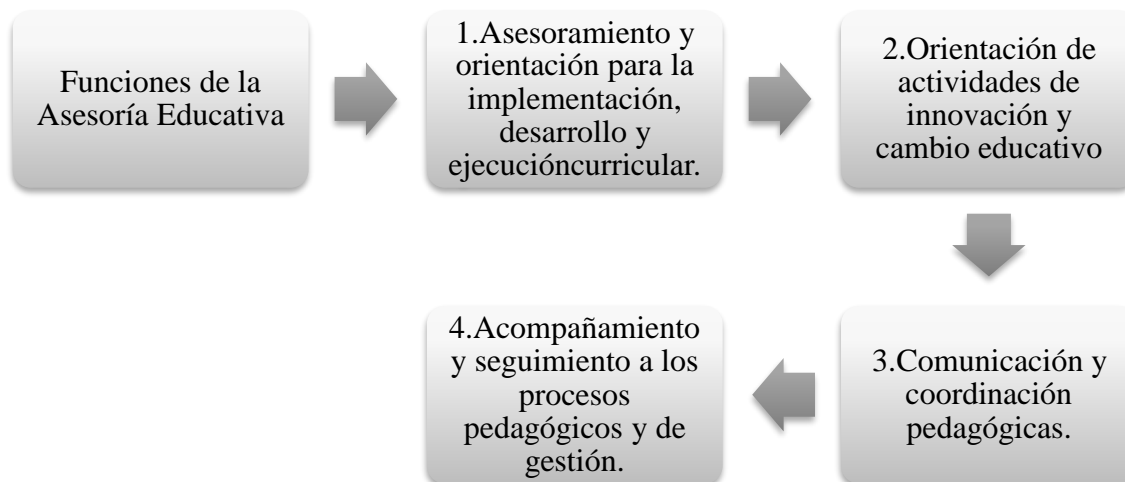 Funciones de la
Asesoría Educativa
1.Asesoramiento y
orientación para la
implementación,
desarrollo y
ejecucióncurricular.
2.Orientación de
actividades de
innovación y
cambio educativo
3.Comunicación y
coordinación
pedagógicas.
4.Acompañamiento
y seguimiento a los
procesos
pedagógicos y de
gestión.